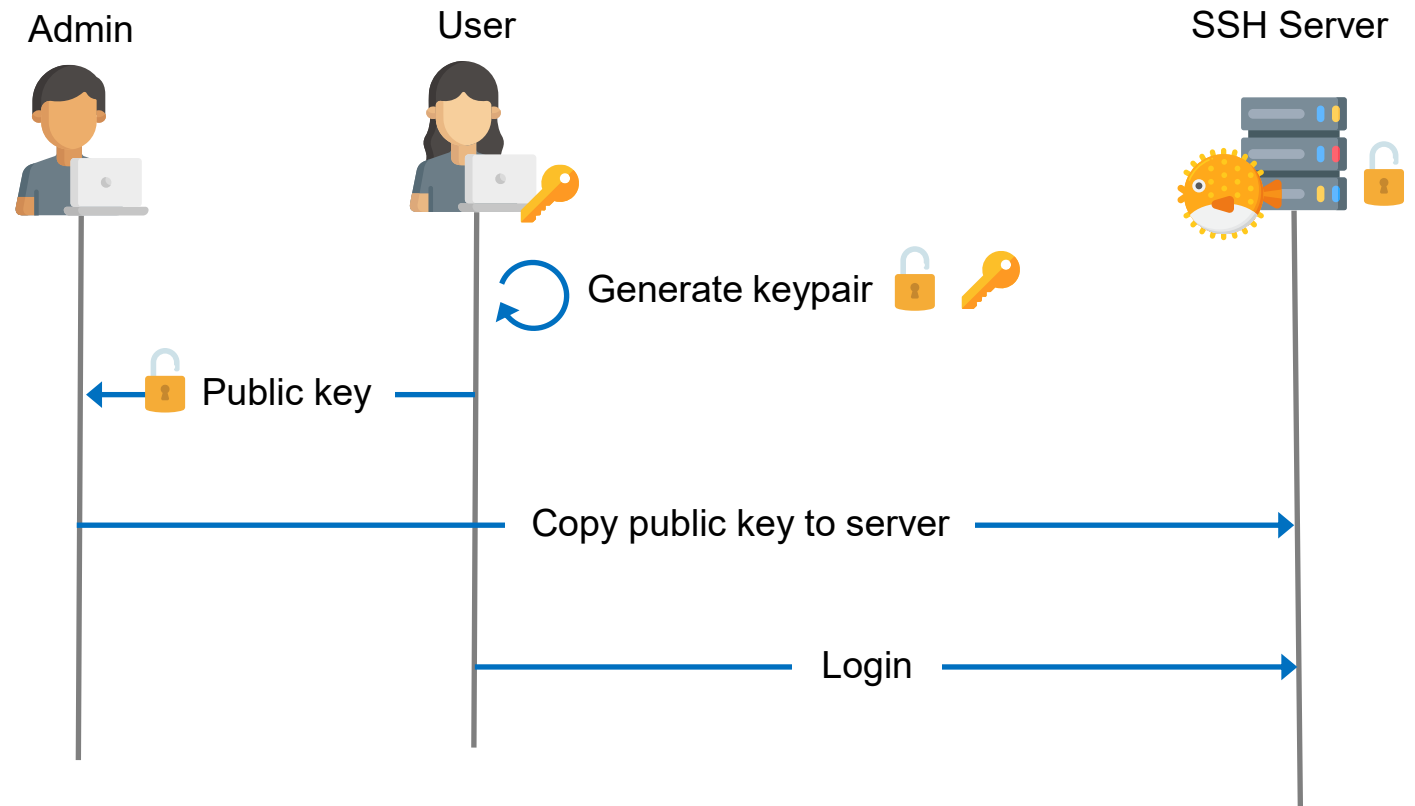 Admin
User
SSH Server
Generate keypair
Public key
Copy public key to server
Login